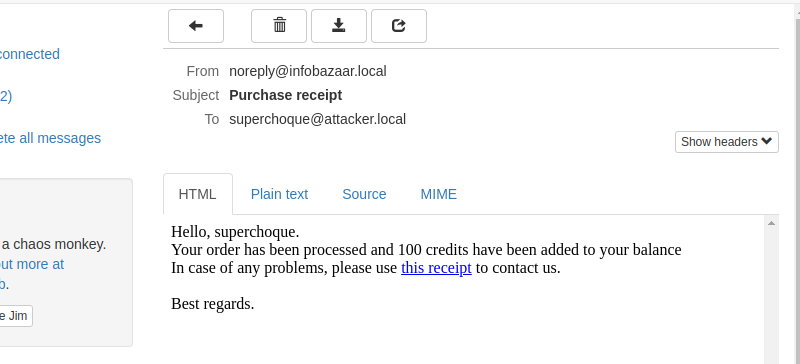 connected
2)
ete all messages
a chaos monkey.
out more at
b.
e Jim
From noreply@infobazaar.local
Subject Purchase receipt
To superchoque@attacker.local
Show headers
HTML Plain text Source MIME
Hello, superchoque.
Your order has been processed and 100 credits have been added to your balance
In case of any problems, please use this receipt to contact us.
Best regards.